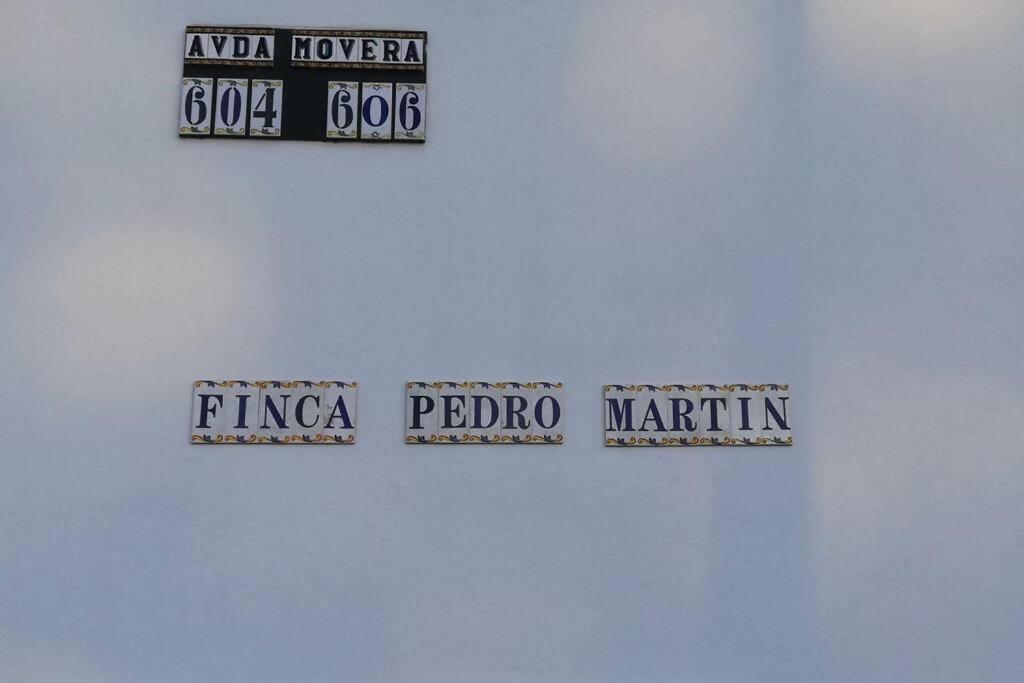 AVDA MOVERA
604 606
FINCA PEDRO MARTIN